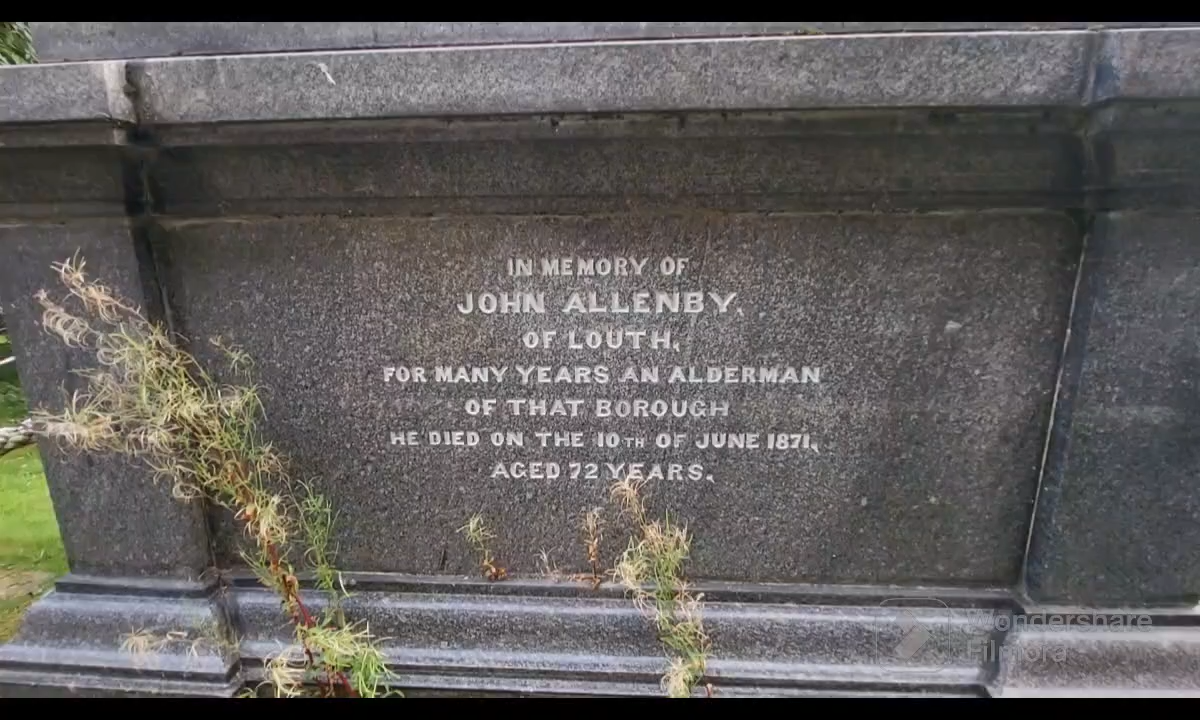 IN MEMORY OF
JOHN ALLENBY,
OF LOUTH,
FOR MANY YEARS AN ALDERMAN
OF THAT BOROUGH
HE DIED ON THE 10TH OF JUNE 1871,
AGED 72 YEARS.
Wondershare
Filmora